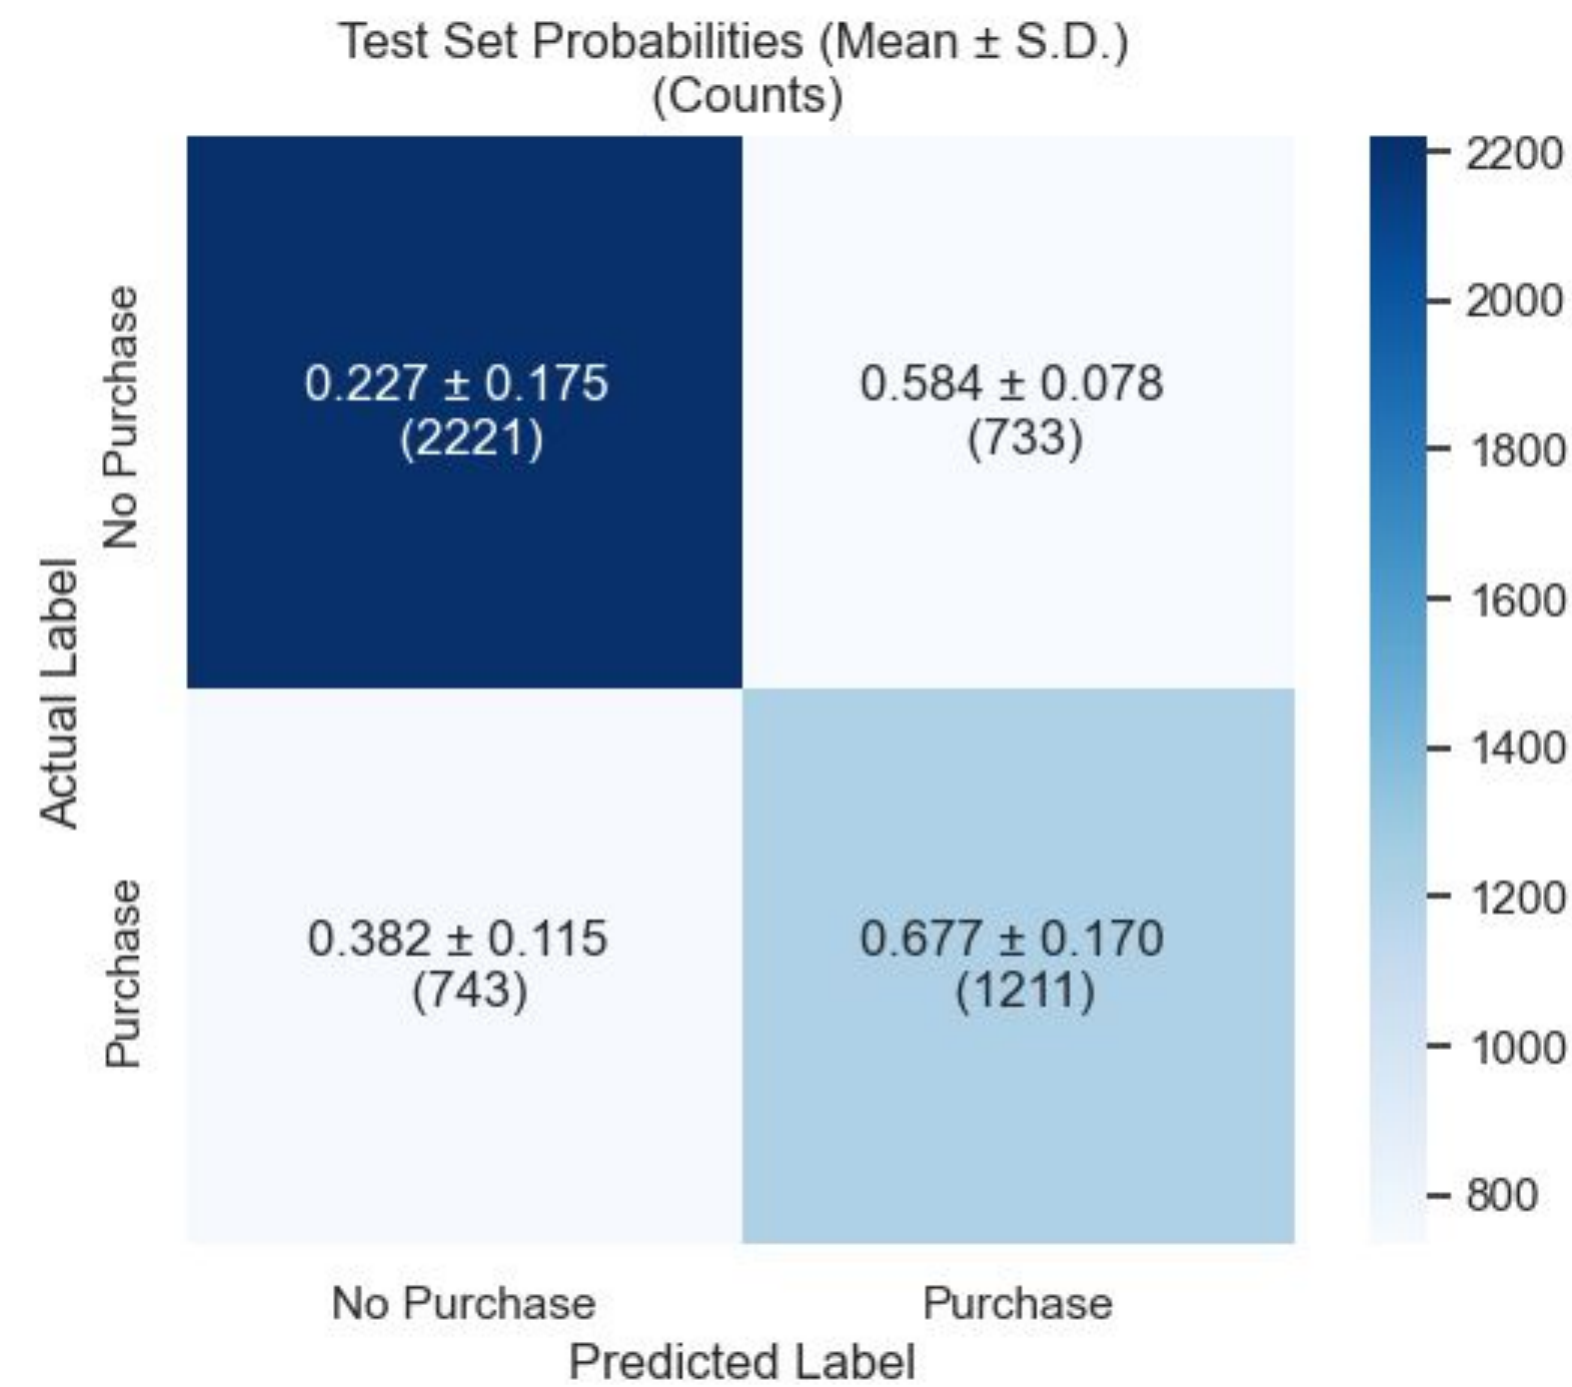 Test Set Probabilities (Mean ± S.D.)
(Counts)
No Purchase
0.227 ± 0.175
(2221)
0.584 ± 0.078
(733)
Actual Label
Purchase
0.382 ± 0.115
(743)
0.677 ± 0.170
(1211)
No Purchase
Purchase
Predicted Label
2200
2000
1800
1600
1400
1200
1000
800